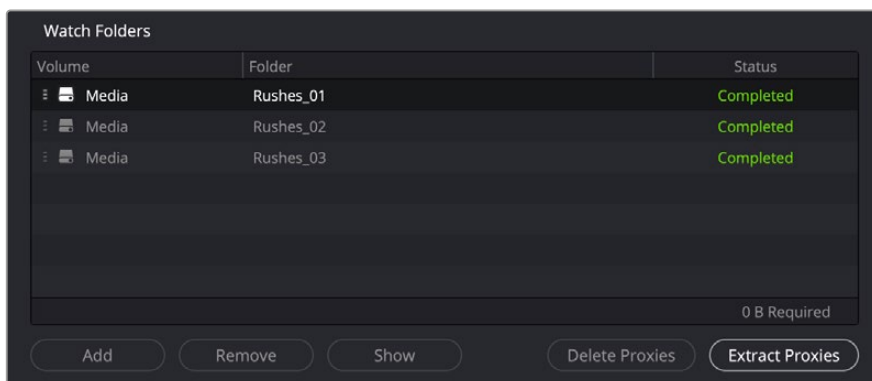 Watch Folders
Volume Folder Status
Media Rushes_01 Completed
Media Rushes_02 Completed
Media Rushes_03 Completed
0 B Required
Add Remove Show Delete Proxies Extract Proxies